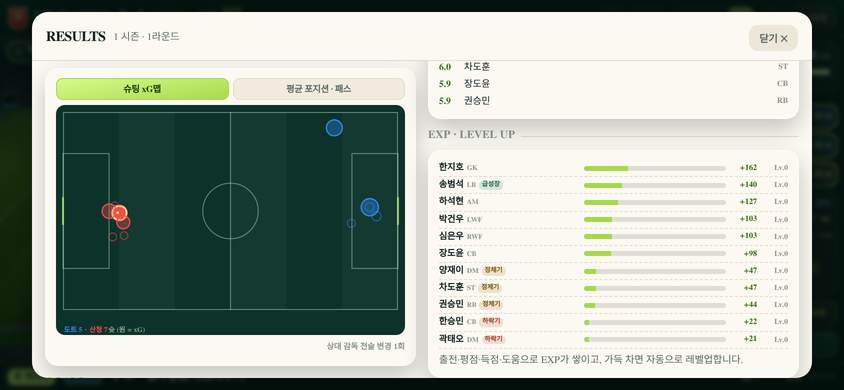 RESULTS 1 시즌 · 1라운드
닫기 ✕
슈팅 xG맵
평균 포지션 · 패스
도트 5 · 산청 7 슛 (원 = xG)
상대 감독 전술 변경 1회
6.0 차도훈 ST
5.9 장도윤 CB
5.9 권승민 RB
EXP · LEVEL UP
한지호 GK +162 Lv.0
송범석 LB 급성장 +140 Lv.0
하석현 AM +127 Lv.0
박건우 LWF +103 Lv.0
심은우 RWF +103 Lv.0
장도윤 CB +98 Lv.0
양재이 DM 정체기 +47 Lv.0
차도훈 ST 정체기 +47 Lv.0
권승민 RB 정체기 +44 Lv.0
한승민 CB 하락기 +22 Lv.0
곽태오 DM 하락기 +21 Lv.0
출전·평점·득점·도움으로 EXP가 쌓이고, 가득 차면 자동으로 레벨업합니다.